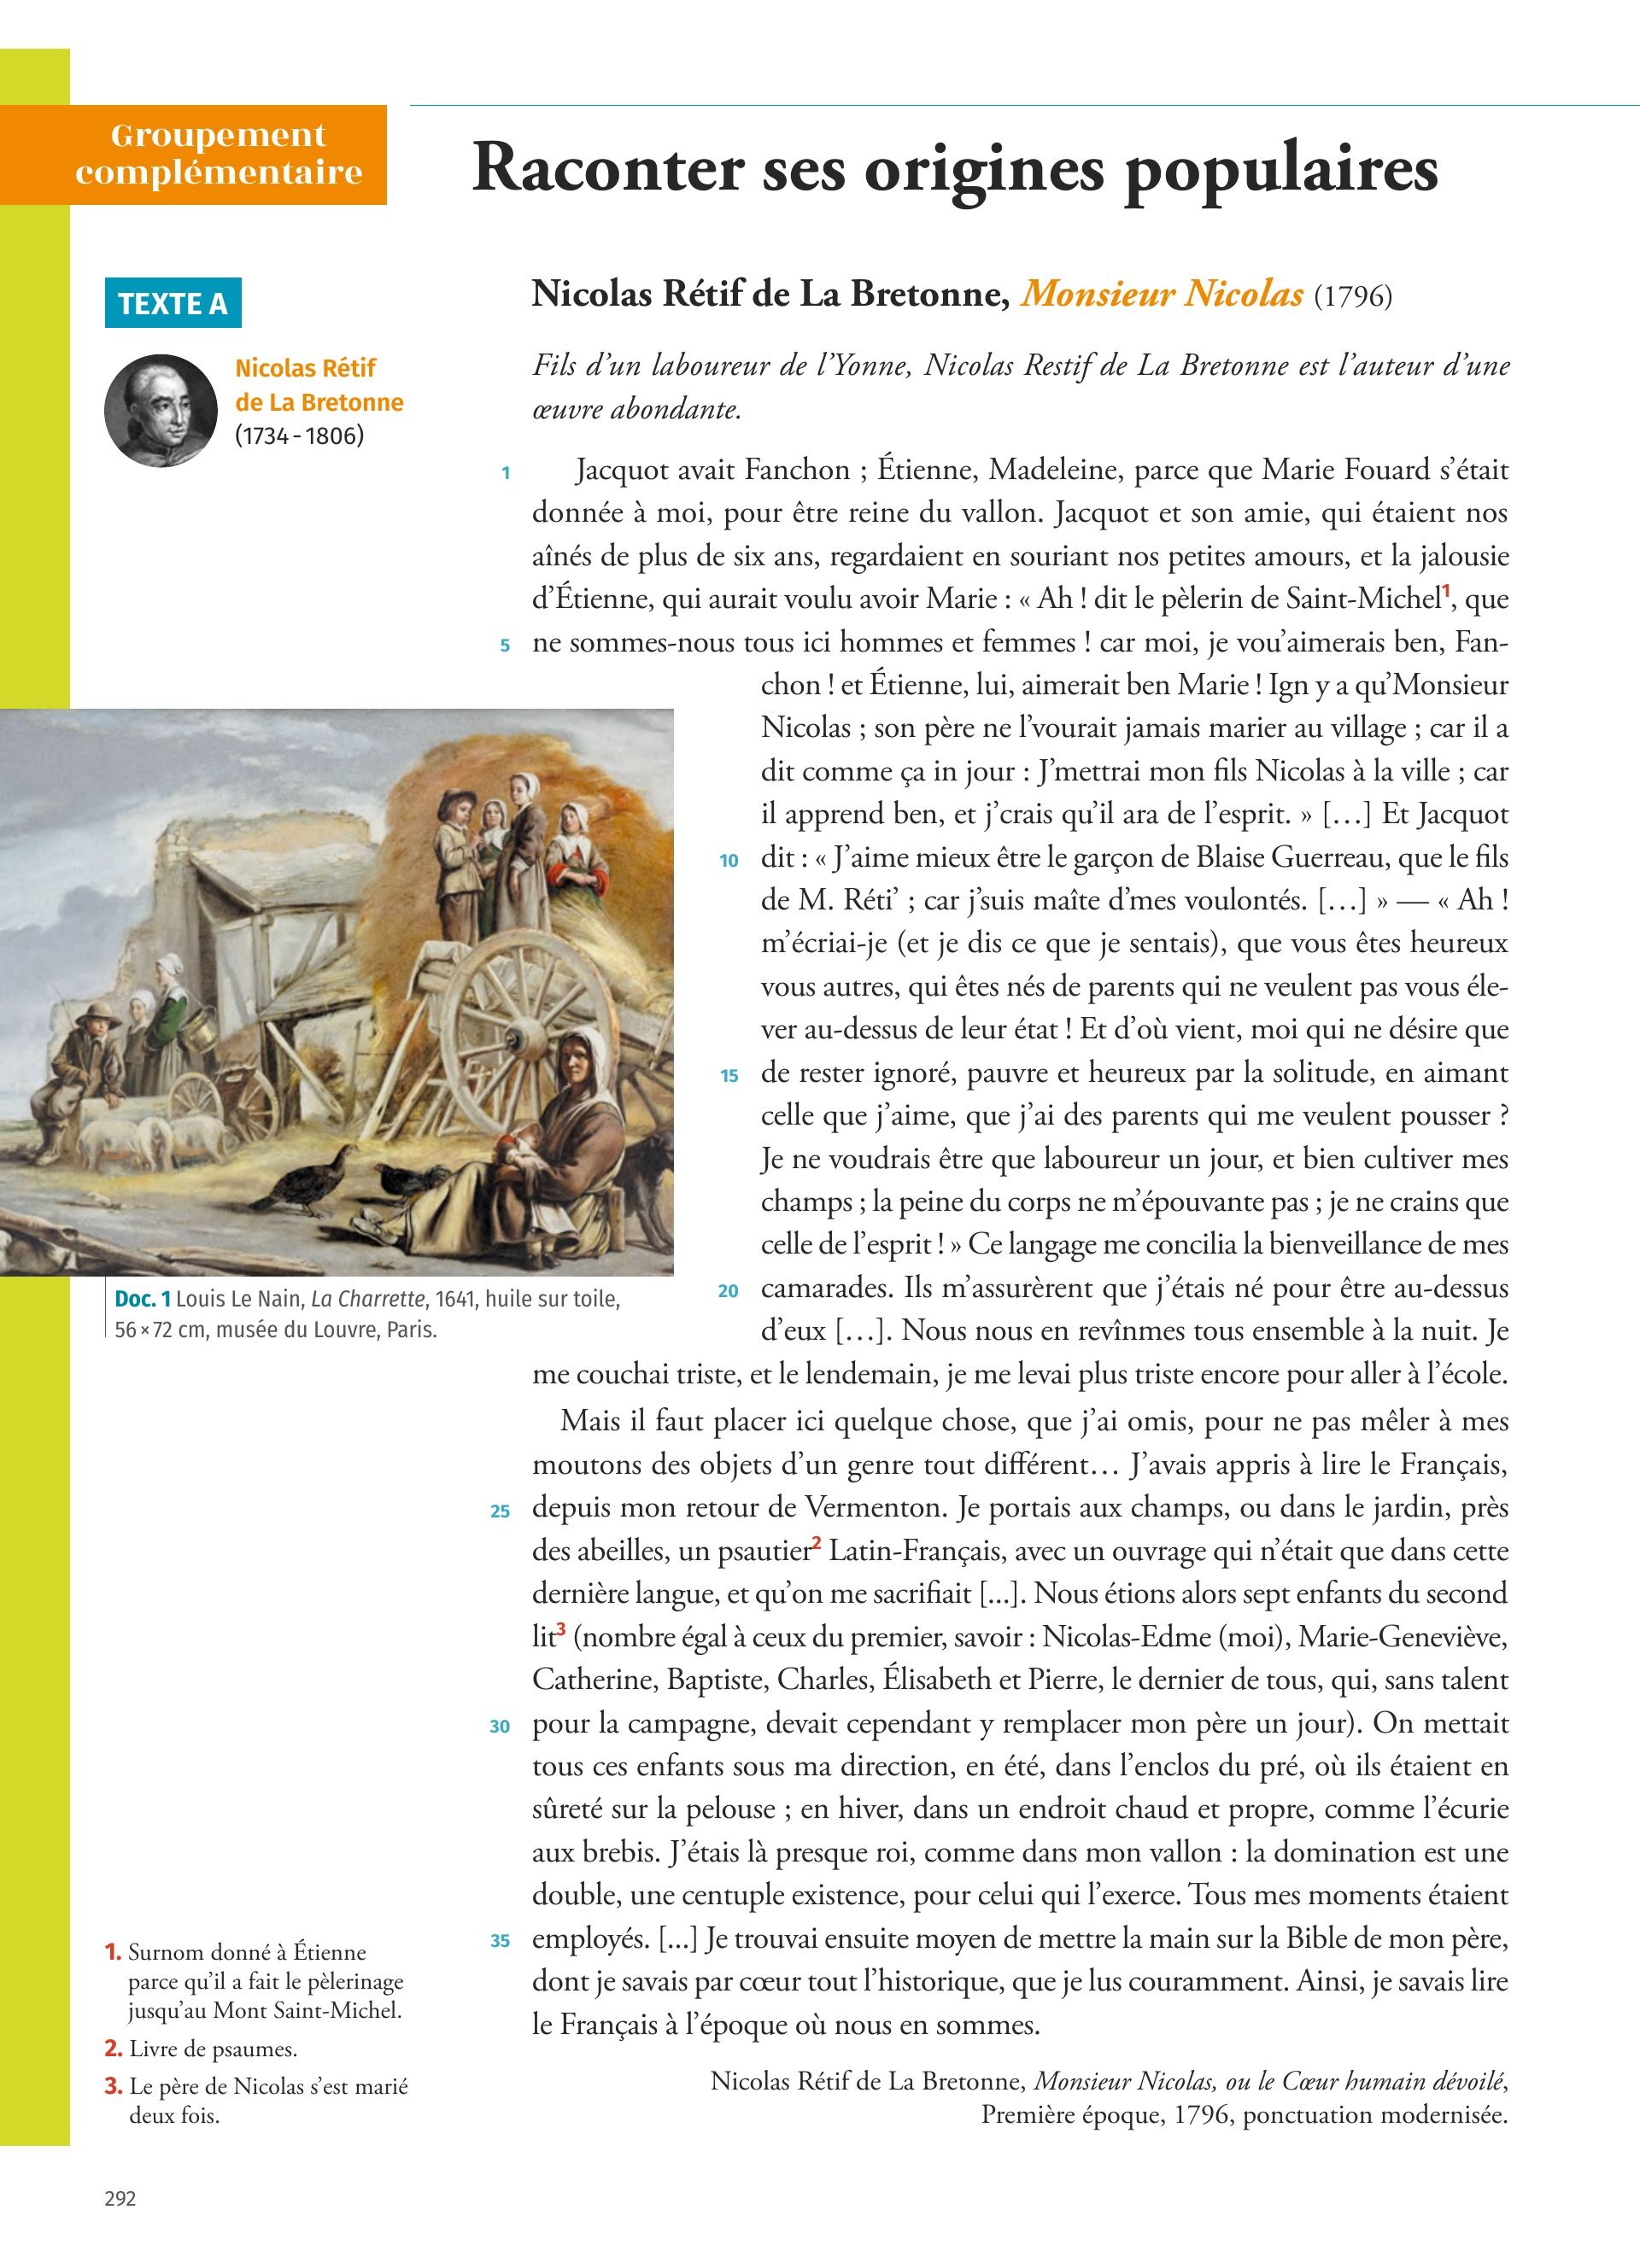 Groupement
complémentaire
Raconter ses origines populaires
TEXTE A
Nicolas Rétif
de La Bretonne
(1734 - 1806)
Nicolas Rétif de La Bretonne, Monsieur Nicolas (1796)
Fils d’un laboureur de l’Yonne, Nicolas Restif de La Bretonne est l’auteur d’une
œuvre abondante.
1 Jacquot avait Fanchon ; Étienne, Madeleine, parce que Marie Fouard s’était
donnée à moi, pour être reine du vallon. Jacquot et son amie, qui étaient nos
aînés de plus de six ans, regardaient en souriant nos petites amours, et la jalousie
d’Étienne, qui aurait voulu avoir Marie : « Ah ! dit le pèlerin de Saint-Michel1, que
5 ne sommes-nous tous ici hommes et femmes ! car moi, je vou’aimerais ben, Fan-
chon ! et Étienne, lui, aimerait ben Marie ! Ign y a qu’Monsieur
Nicolas ; son père ne l’vourait jamais marier au village ; car il a
dit comme ça in jour : J’mettrai mon fils Nicolas à la ville ; car
il apprend ben, et j’crais qu’il ara de l’esprit. » […] Et Jacquot
10 dit : « J’aime mieux être le garçon de Blaise Guerreau, que le fils
de M. Réti’ ; car j’suis maîte d’mes voulontés. […] » — « Ah !
m’écriai-je (et je dis ce que je sentais), que vous êtes heureux
vous autres, qui êtes nés de parents qui ne veulent pas vous éle-
ver au-dessus de leur état ! Et d’où vient, moi qui ne désire que
15 de rester ignoré, pauvre et heureux par la solitude, en aimant
celle que j’aime, que j’ai des parents qui me veulent pousser ?
Je ne voudrais être que laboureur un jour, et bien cultiver mes
champs ; la peine du corps ne m’épouvante pas ; je ne crains que
celle de l’esprit ! » Ce langage me concilia la bienveillance de mes
20 camarades. Ils m’assurèrent que j’étais né pour être au-dessus
d’eux […]. Nous nous en revînmes tous ensemble à la nuit. Je
me couchai triste, et le lendemain, je me levai plus triste encore pour aller à l’école.
Mais il faut placer ici quelque chose, que j’ai omis, pour ne pas mêler à mes
moutons des objets d’un genre tout différent… J’avais appris à lire le Français,
25 depuis mon retour de Vermenton. Je portais aux champs, ou dans le jardin, près
des abeilles, un psautier2 Latin-Français, avec un ouvrage qui n’était que dans cette
dernière langue, et qu’on me sacrifiait [...]. Nous étions alors sept enfants du second
lit3 (nombre égal à ceux du premier, savoir : Nicolas-Edme (moi), Marie-Geneviève,
Catherine, Baptiste, Charles, Élisabeth et Pierre, le dernier de tous, qui, sans talent
30 pour la campagne, devait cependant y remplacer mon père un jour). On mettait
tous ces enfants sous ma direction, en été, dans l’enclos du pré, où ils étaient en
sûreté sur la pelouse ; en hiver, dans un endroit chaud et propre, comme l’écurie
aux brebis. J’étais là presque roi, comme dans mon vallon : la domination est une
double, une centuple existence, pour celui qui l’exerce. Tous mes moments étaient
35 employés. [...] Je trouvai ensuite moyen de mettre la main sur la Bible de mon père,
dont je savais par cœur tout l’historique, que je lus couramment. Ainsi, je savais lire
le Français à l’époque où nous en sommes.
Nicolas Rétif de La Bretonne, Monsieur Nicolas, ou le Cœur humain dévoilé,
Première époque, 1796, ponctuation modernisée.
Doc. 1 Louis Le Nain, La Charrette, 1641, huile sur toile,
56 × 72 cm, musée du Louvre, Paris.
1. Surnom donné à Étienne
parce qu’il a fait le pèlerinage
jusqu’au Mont Saint-Michel.
2. Livre de psaumes.
3. Le père de Nicolas s’est marié
deux fois.
292